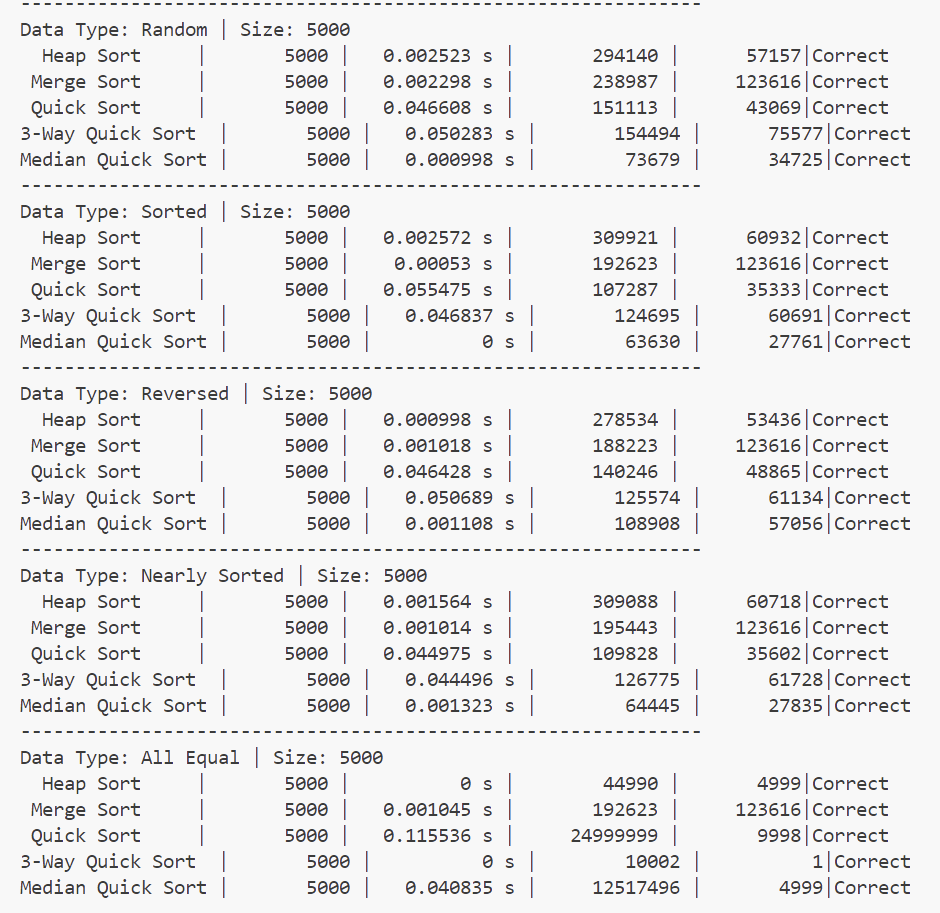 ---------------------------------------------------------------
Data Type: Random | Size: 5000
  Heap Sort     |       5000 |   0.002523 s |       294140 |      57157|Correct
 Merge Sort     |       5000 |   0.002298 s |       238987 |     123616|Correct
 Quick Sort     |       5000 |   0.046608 s |       151113 |      43069|Correct
3-Way Quick Sort  |       5000 |   0.050283 s |       154494 |      75577|Correct
Median Quick Sort |       5000 |   0.000998 s |        73679 |      34725|Correct
---------------------------------------------------------------
Data Type: Sorted | Size: 5000
  Heap Sort     |       5000 |   0.002572 s |       309921 |      60932|Correct
 Merge Sort     |       5000 |    0.00053 s |       192623 |     123616|Correct
 Quick Sort     |       5000 |   0.055475 s |       107287 |      35333|Correct
3-Way Quick Sort  |       5000 |   0.046837 s |       124695 |      60691|Correct
Median Quick Sort |       5000 |          0 s |        63630 |      27761|Correct
---------------------------------------------------------------
Data Type: Reversed | Size: 5000
  Heap Sort     |       5000 |   0.000998 s |       278534 |      53436|Correct
 Merge Sort     |       5000 |   0.001018 s |       188223 |     123616|Correct
 Quick Sort     |       5000 |   0.046428 s |       140246 |      48865|Correct
3-Way Quick Sort  |       5000 |   0.050689 s |       125574 |      61134|Correct
Median Quick Sort |       5000 |   0.001108 s |       108908 |      57056|Correct
---------------------------------------------------------------
Data Type: Nearly Sorted | Size: 5000
  Heap Sort     |       5000 |   0.001564 s |       309088 |      60718|Correct
 Merge Sort     |       5000 |   0.001014 s |       195443 |     123616|Correct
 Quick Sort     |       5000 |   0.044975 s |       109828 |      35602|Correct
3-Way Quick Sort  |       5000 |   0.044496 s |       126775 |      61728|Correct
Median Quick Sort |       5000 |   0.001323 s |        64445 |      27835|Correct
---------------------------------------------------------------
Data Type: All Equal | Size: 5000
  Heap Sort     |       5000 |          0 s |        44990 |       4999|Correct
 Merge Sort     |       5000 |   0.001045 s |       192623 |     123616|Correct
 Quick Sort     |       5000 |   0.115536 s |     24999999 |       9998|Correct
3-Way Quick Sort  |       5000 |          0 s |        10002 |          1|Correct
Median Quick Sort |       5000 |   0.040835 s |     12517496 |       4999|Correct